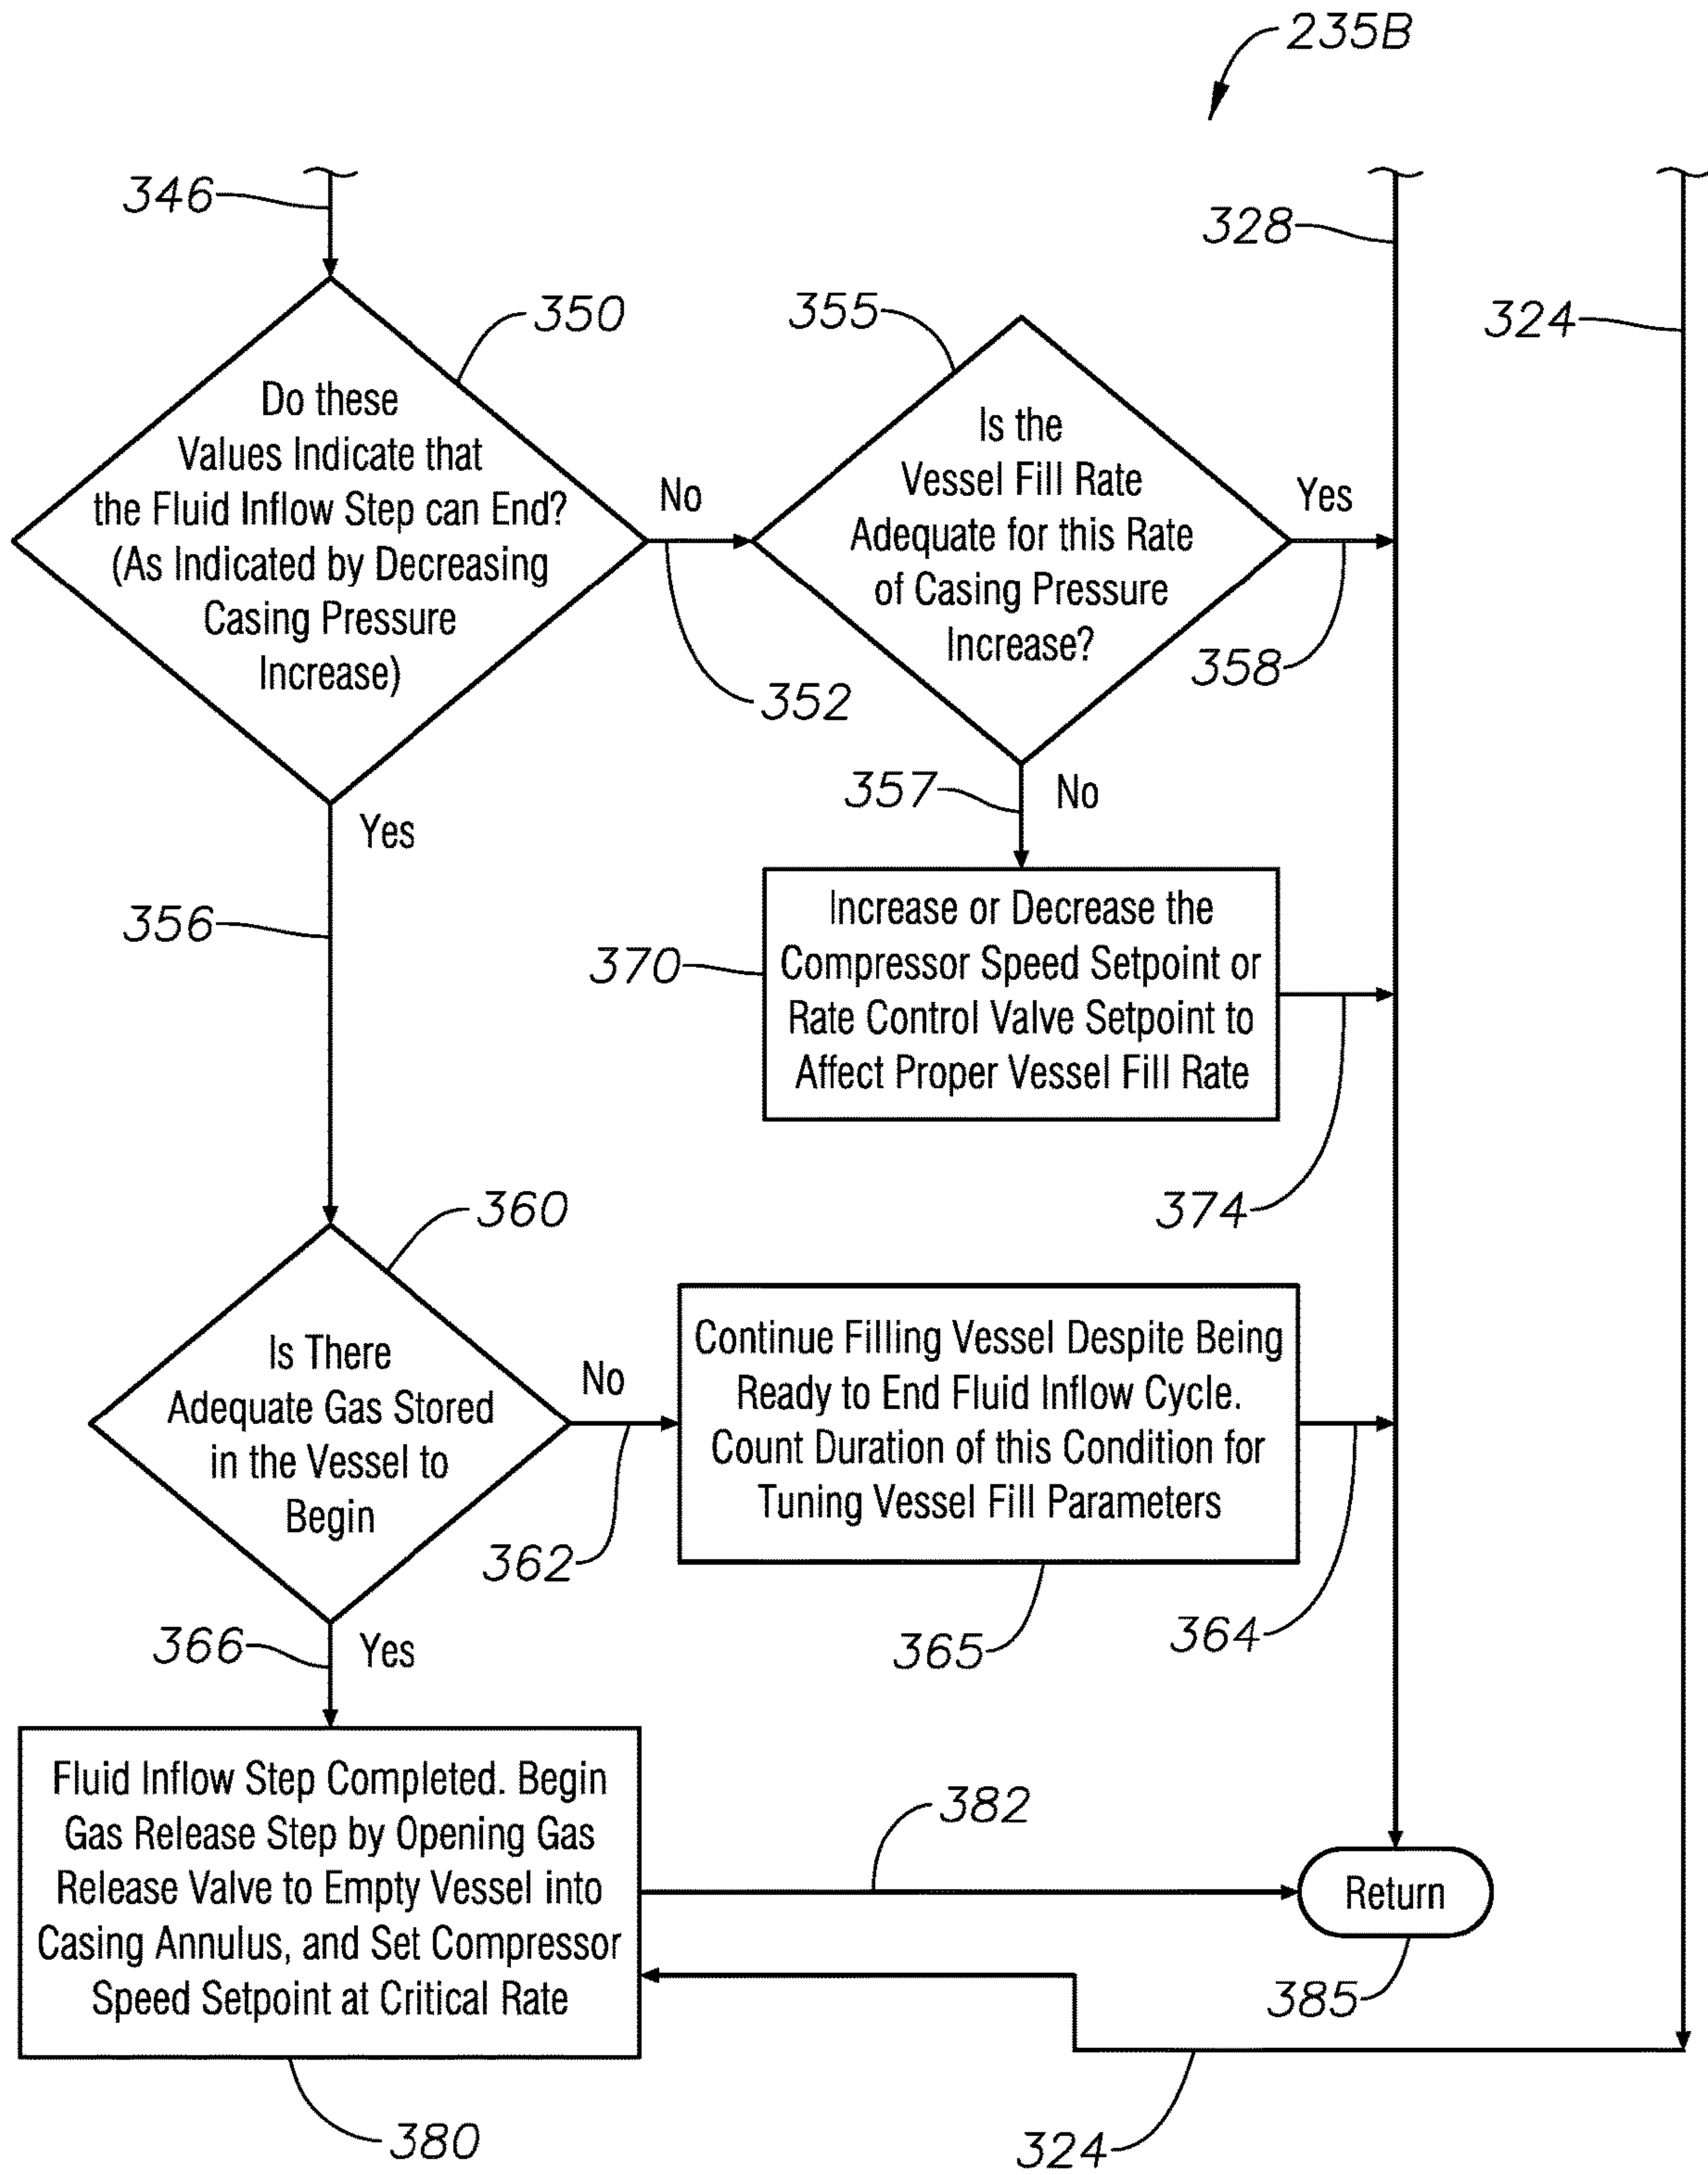 235B
346
328
350
355
324
Do these
Values Indicate that
the Fluid Inflow Step can End?
(As Indicated by Decreasing
Casing Pressure
Increase)
No
Is the
Vessel Fill Rate
Adequate for this Rate
of Casing Pressure
Increase?
Yes
358
352
357
No
Yes
356
370
Increase or Decrease the
Compressor Speed Setpoint or
Rate Control Valve Setpoint to
Affect Proper Vessel Fill Rate
374
360
Is There
Adequate Gas Stored
in the Vessel to
Begin
No
362
Continue Filling Vessel Despite Being
Ready to End Fluid Inflow Cycle.
Count Duration of this Condition for
Tuning Vessel Fill Parameters
365
364
366
Yes
Fluid Inflow Step Completed. Begin
Gas Release Step by Opening Gas
Release Valve to Empty Vessel into
Casing Annulus, and Set Compressor
Speed Setpoint at Critical Rate
382
Return
385
380
324